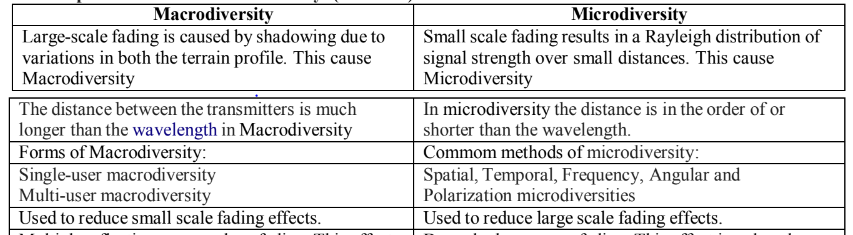 Macrodiversity Microdiversity
Large-scale fading is caused by shadowing due to
variations in both the terrain profile. This cause
Macrodiversity
Small scale fading results in a Rayleigh distribution of
signal strength over small distances. This cause
Microdiversity
The distance between the transmitters is much
longer than the wavelength in Macrodiversity
In microdiversity the distance is in the order of or
shorter than the wavelength.
Forms of Macrodiversity:
Commom methods of microdiversity:
Single-user macrodiversity
Multi-user macrodiversity
Spatial, Temporal, Frequency, Angular and
Polarization microdiversities
Used to reduce small scale fading effects.
Used to reduce large scale fading effects.